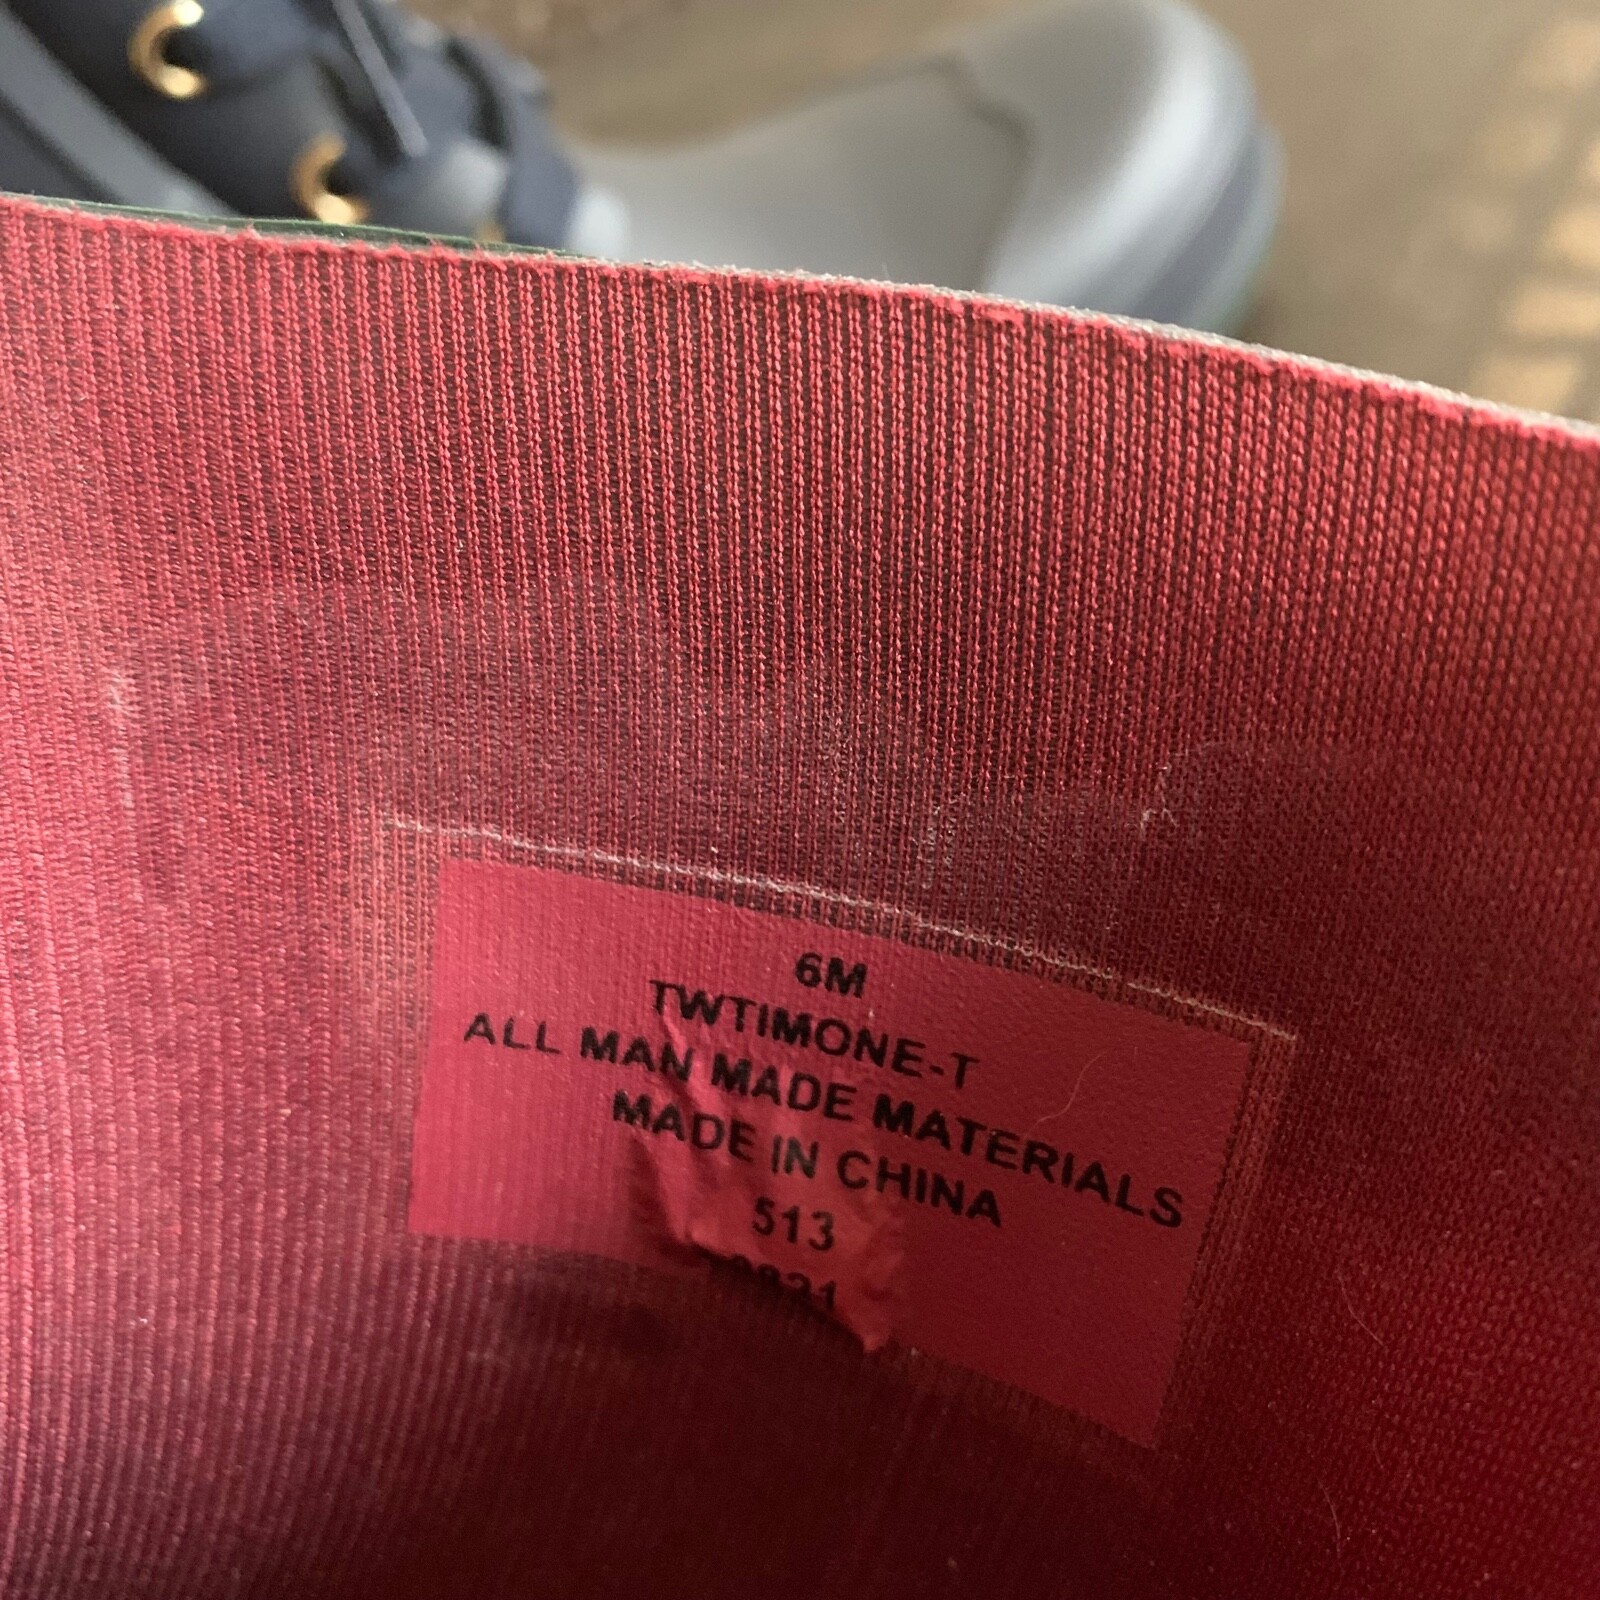 6M
TWTIMONE-T
ALL MAN MADE MATERIALS
MADE IN CHINA
513